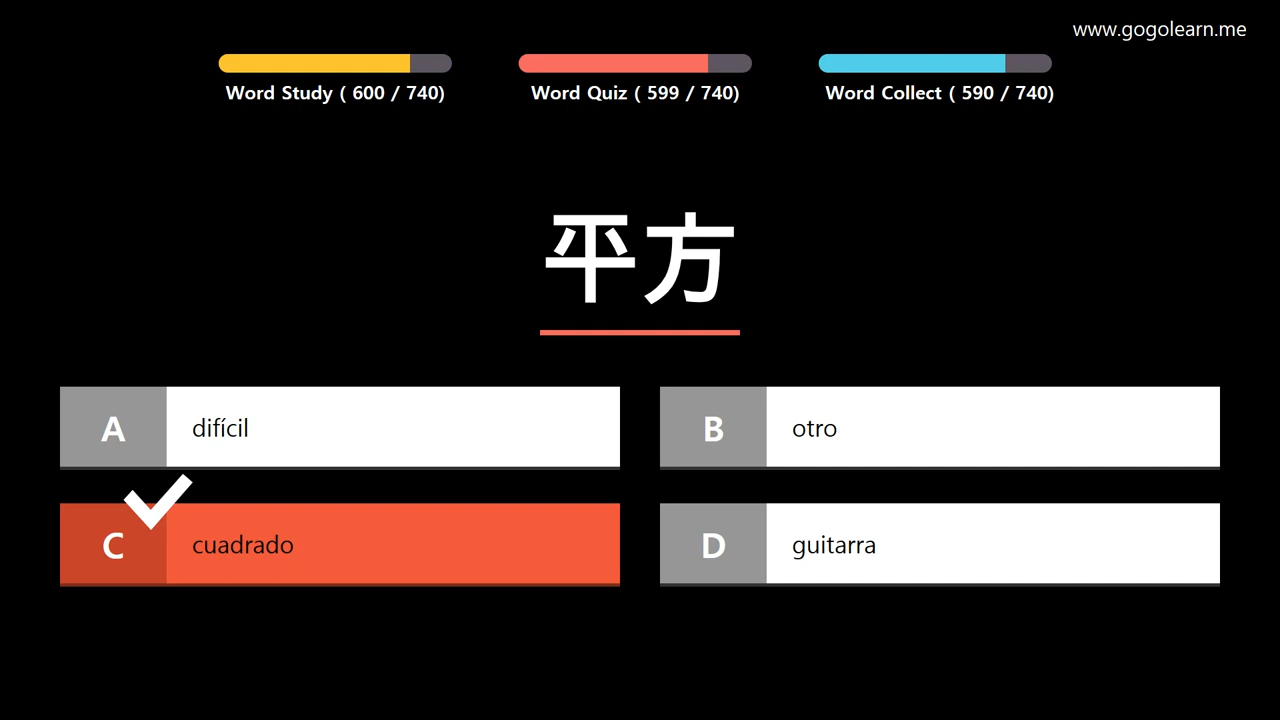 www.gogolearn.me
Word Study ( 600 / 740)
Word Quiz ( 599 / 740)
Word Collect ( 590 / 740)
平方
A difícil
B otro
C cuadrado
D guitarra